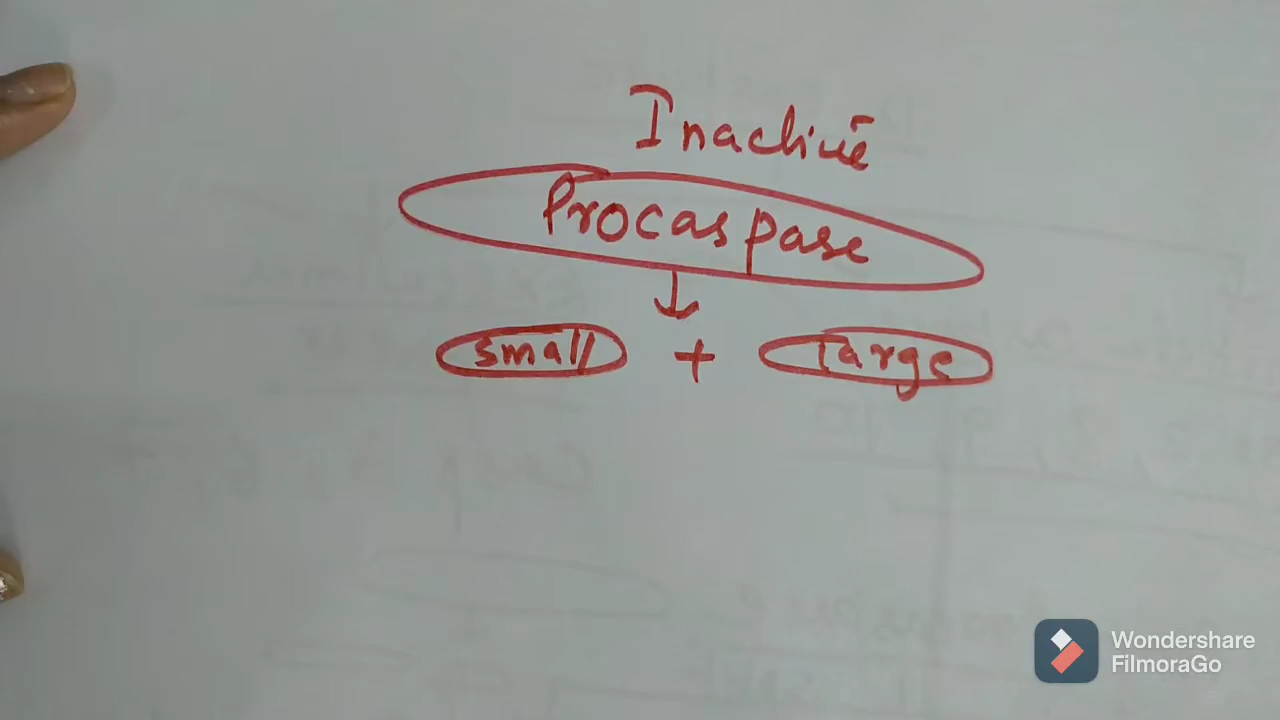 Inactive
Procaspase
↓
small + large
Wondershare
FilmoraGo